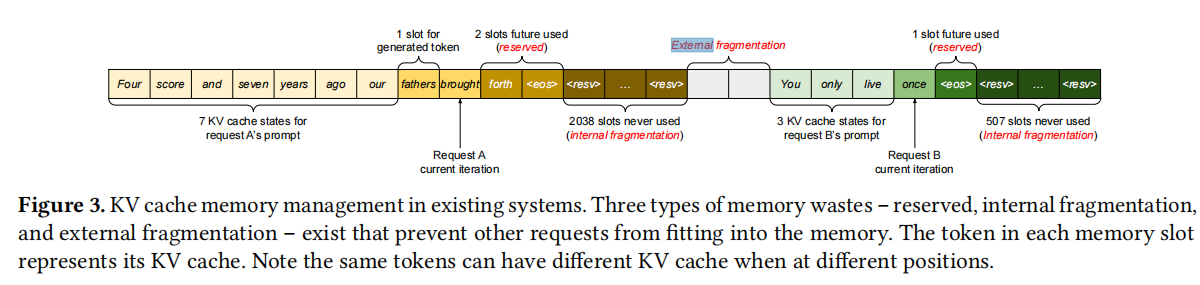 1 slot for
generated token
2 slots future used
(reserved)
External fragmentation
1 slot future used
(reserved)
Four score and seven years ago our fathers brought forth <eos> <resv> ... <resv> You only live once <eos> <resv> ... <resv>
7 KV cache states for
request A's prompt
2038 slots never used
(internal fragmentation)
3 KV cache states for
request B's prompt
507 slots never used
(Internal fragmentation)
Request A
current iteration
Request B
current iteration
Figure 3. KV cache memory management in existing systems. Three types of memory wastes – reserved, internal fragmentation,
and external fragmentation – exist that prevent other requests from fitting into the memory. The token in each memory slot
represents its KV cache. Note the same tokens can have different KV cache when at different positions.